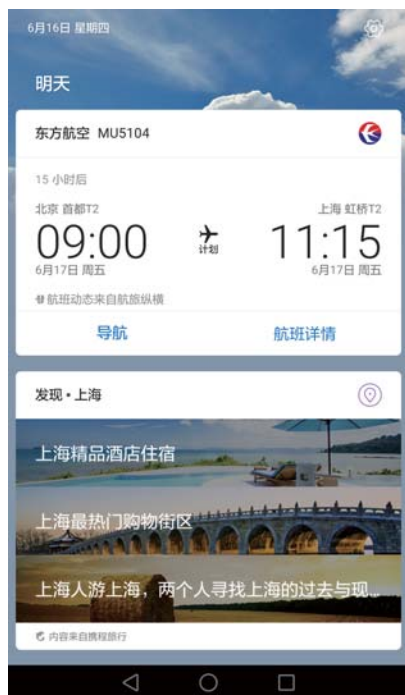 6月16日 星期四
明天
东方航空 MU5104
15 小时后
北京 首都T2
上海 虹桥T2
09:00
计划
11:15
6月17日 周五
6月17日 周五
航班动态来自航旅纵横
导航
航班详情
发现·上海
上海精品酒店住宿
上海最热门购物街区
上海人游上海，两个人寻找上海的过去与现...
内容来自携程旅行